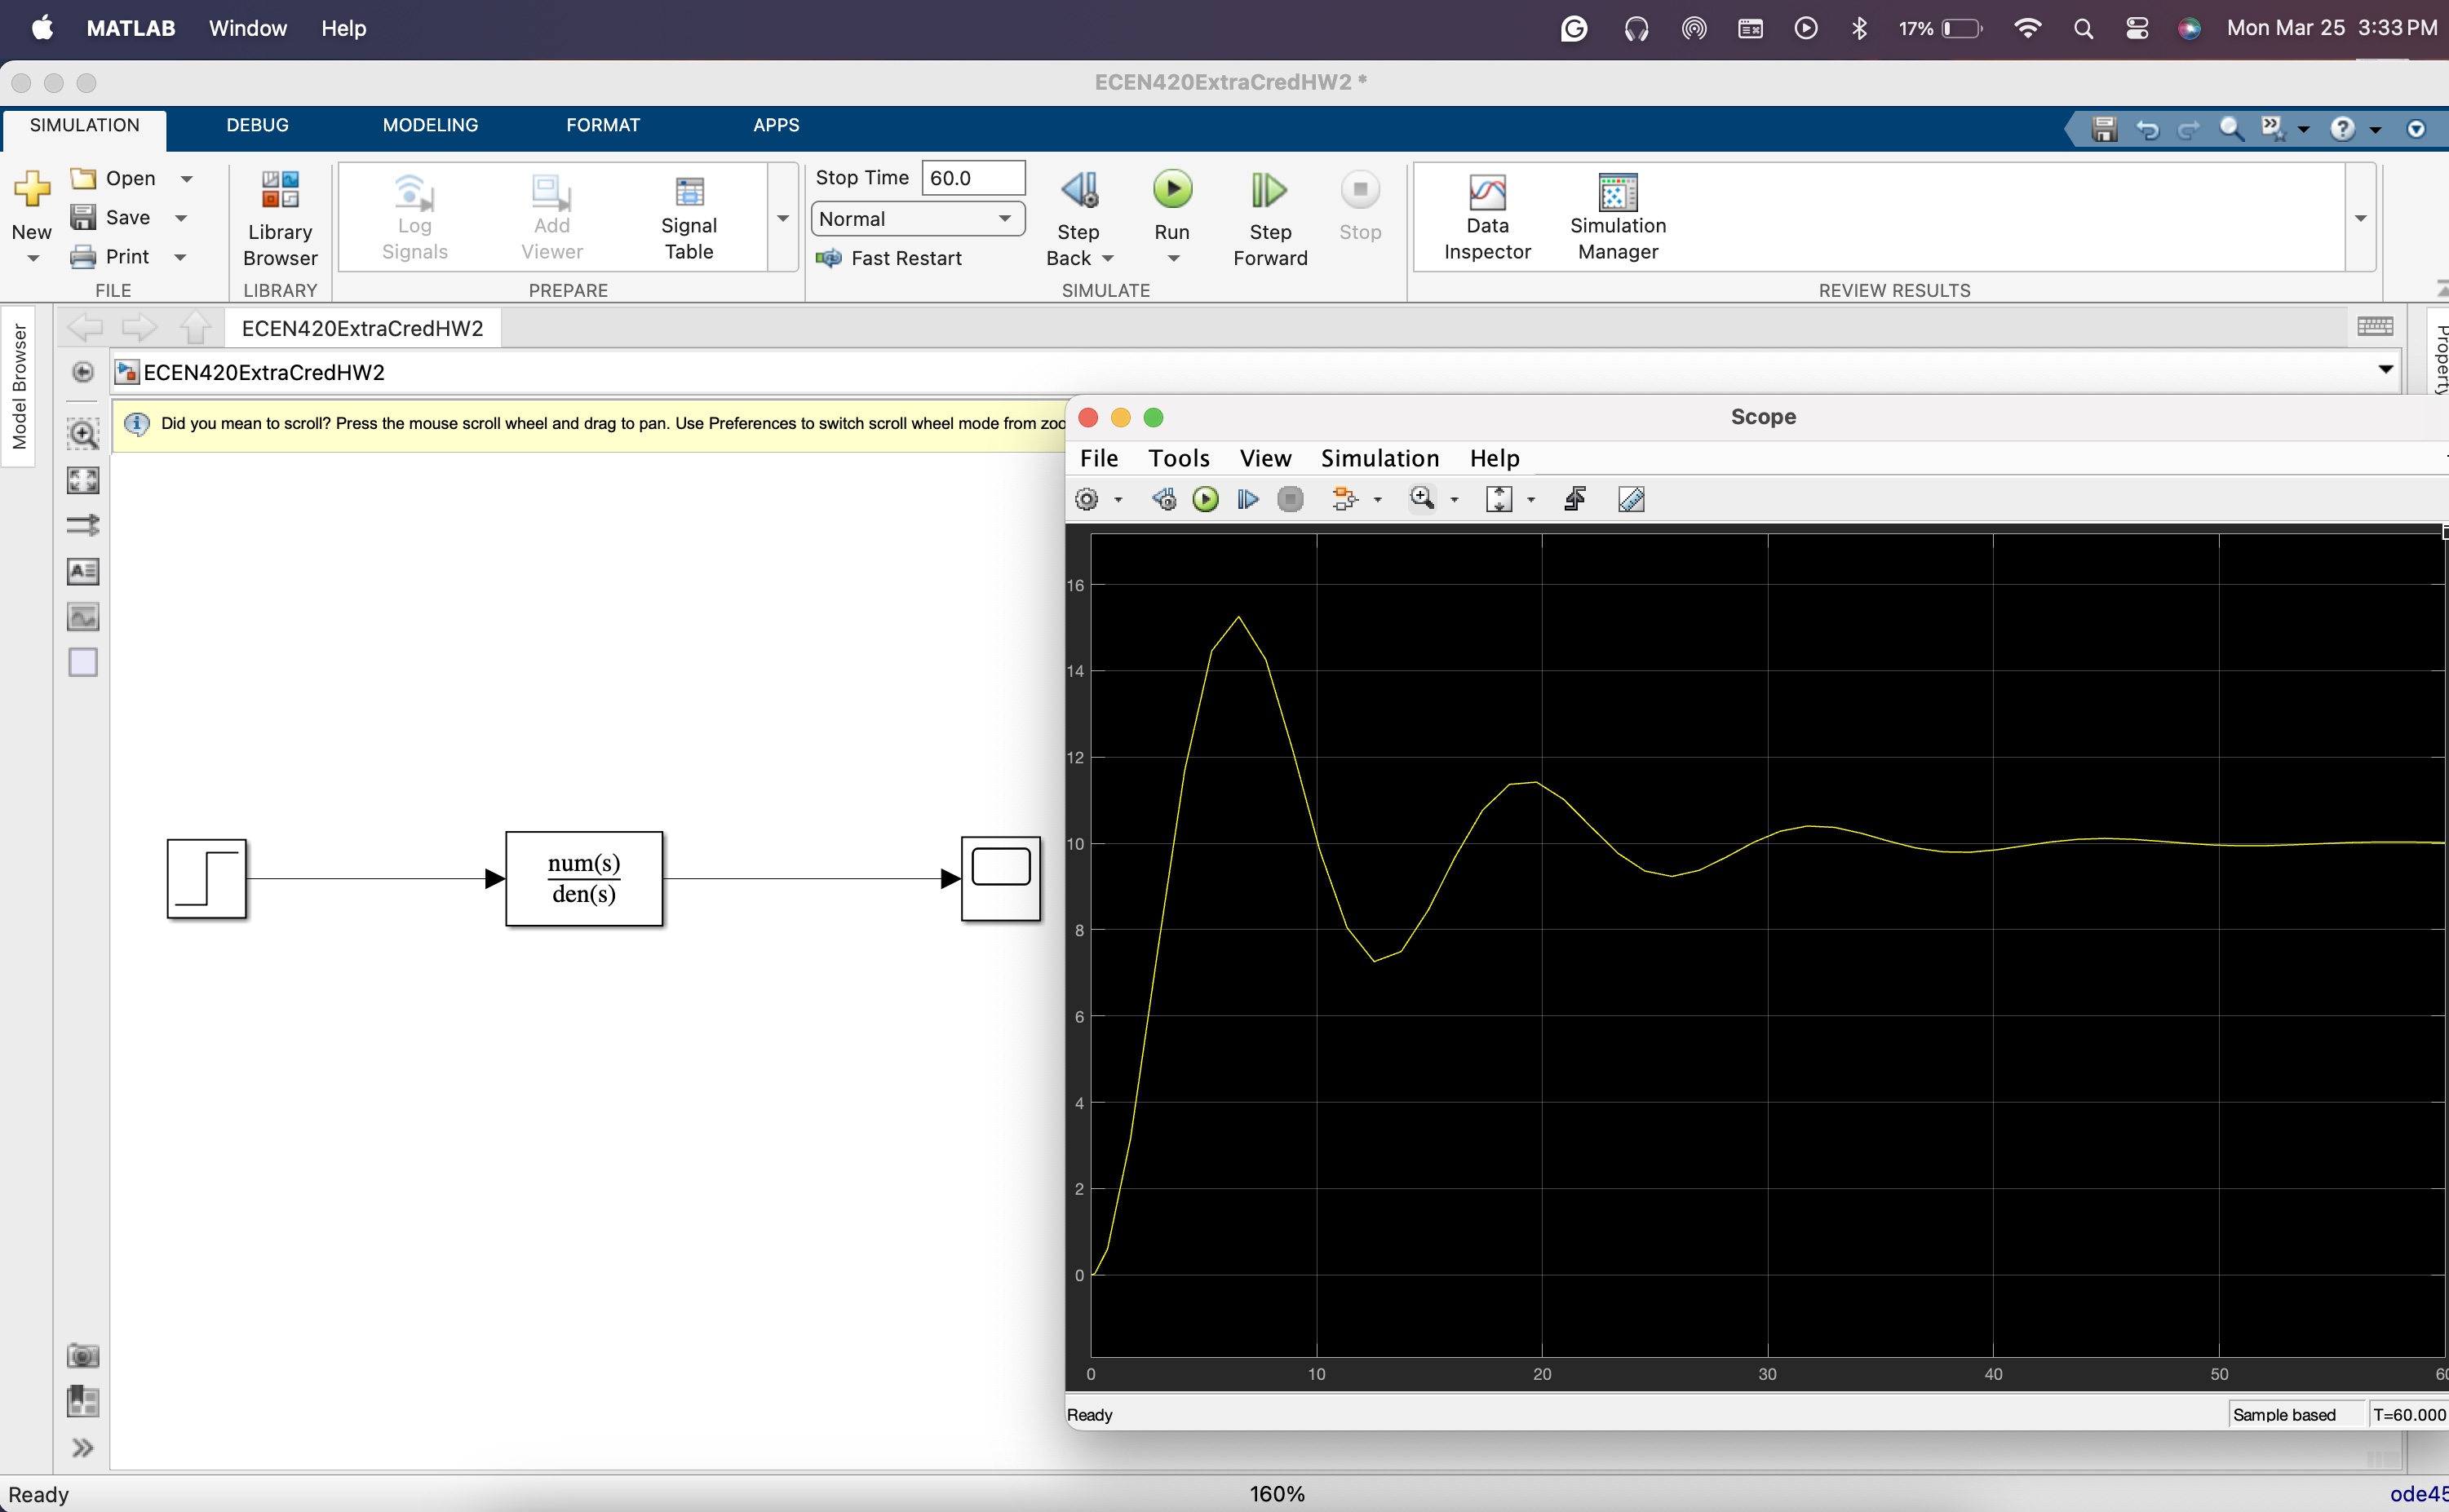 MATLAB Window Help 17% Mon Mar 25 3:33 PM
ECEN420ExtraCredHW2 *
SIMULATION DEBUG MODELING FORMAT APPS
New
Open
Save
Print
FILE
Library
Browser
LIBRARY
Log
Signals
Add
Viewer
Signal
Table
PREPARE
Stop Time 60.0
Normal
Fast Restart
Step
Back
Run
Step
Forward
Stop
SIMULATE
Data
Inspector
Simulation
Manager
REVIEW RESULTS
Model Browser
ECEN420ExtraCredHW2
Property
ECEN420ExtraCredHW2
Did you mean to scroll? Press the mouse scroll wheel and drag to pan. Use Preferences to switch scroll wheel mode from zoo
num(s)
den(s)
Scope
File Tools View Simulation Help
16
14
12
10
8
6
4
2
0
0 10 20 30 40 50 60
Ready Sample based T=60.000
Ready 160% ode45